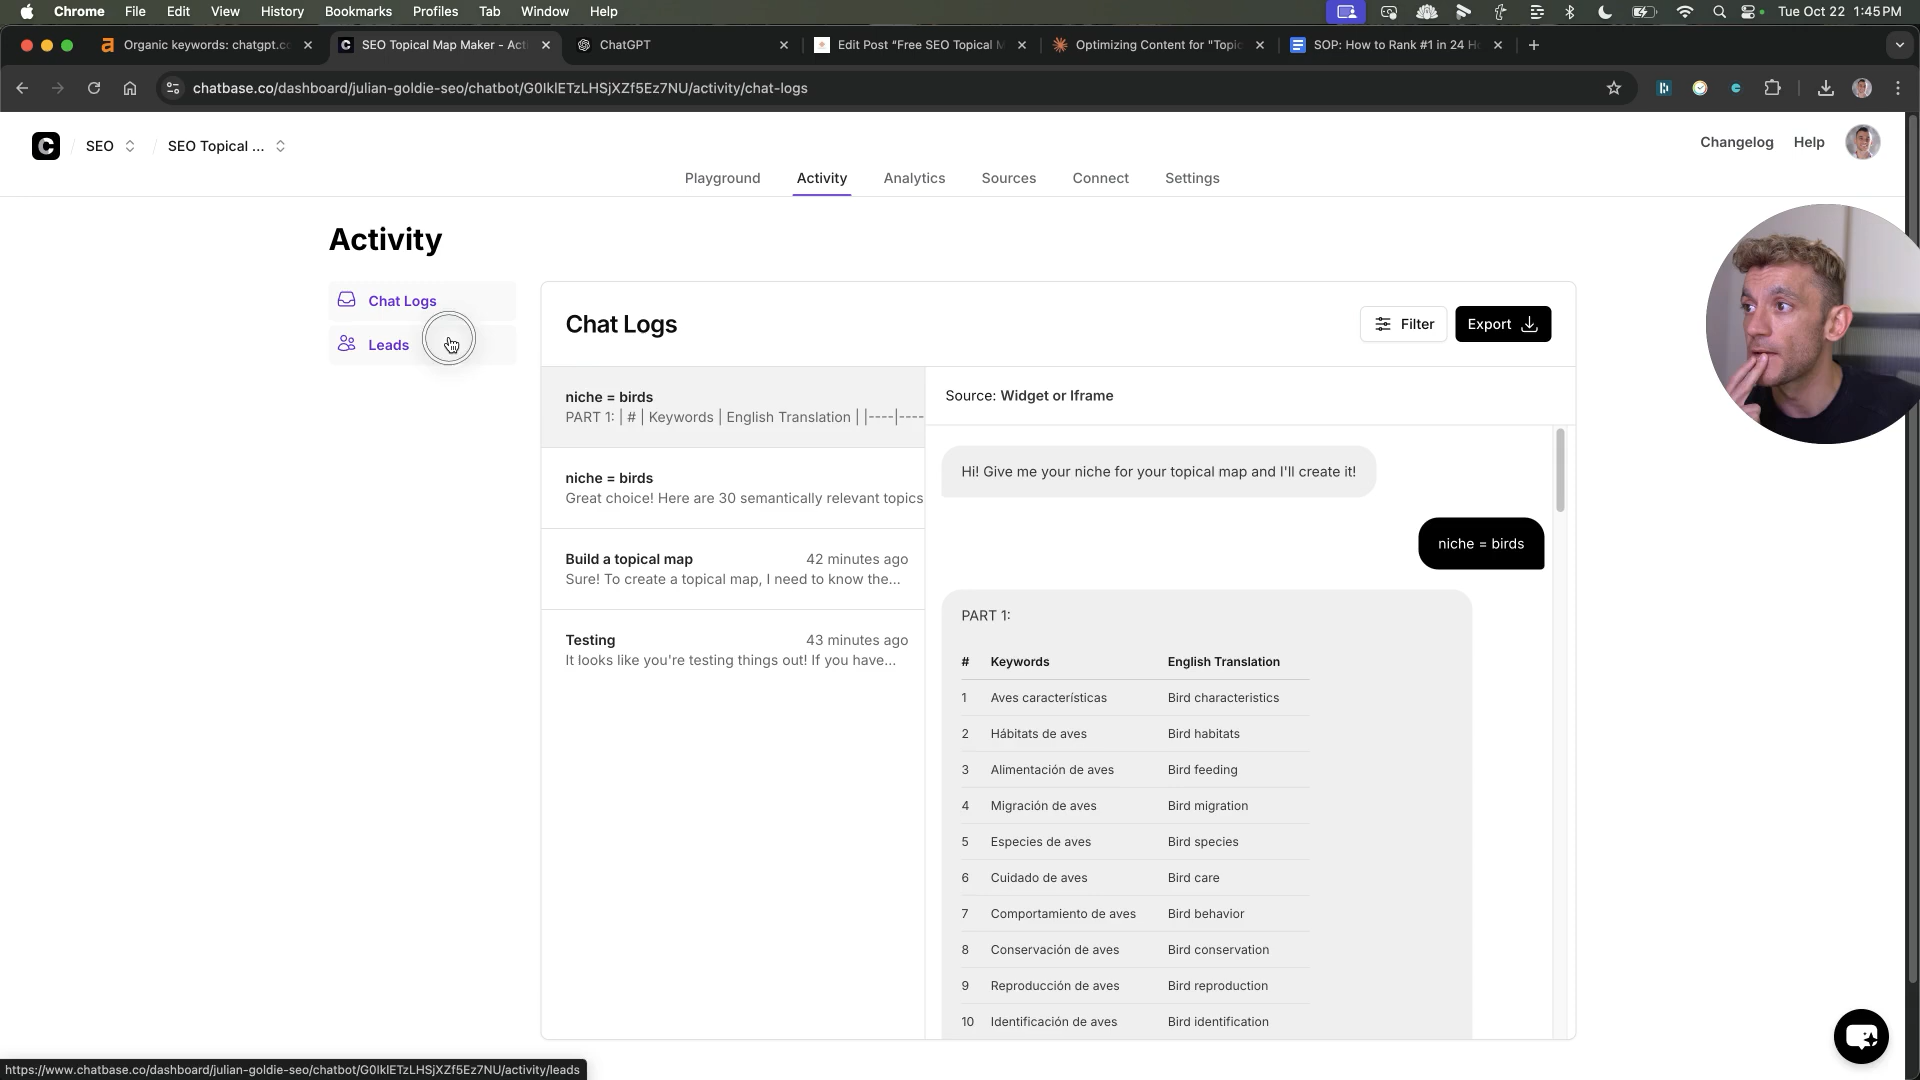 Chrome File Edit View History Bookmarks Profiles Tab Window Help Tue Oct 22 1:45 PM
Organic keywords: chatgpt.c SEO Topical Map Maker - Acti ChatGPT Edit Post “Free SEO Topical M Optimizing Content for "Topic SOP: How to Rank #1 in 24 H
chatbase.co/dashboard/julian-goldie-seo/chatbot/G0IklETzLHSjXZf5Ez7NU/activity/chat-logs
C / SEO / SEO Topical ... Changelog Help
Playground Activity Analytics Sources Connect Settings
Activity
Chat Logs
Leads
Chat Logs
Filter Export
niche = birds
PART 1: | # | Keywords | English Translation | |----|----
niche = birds
Great choice! Here are 30 semantically relevant topics
Build a topical map 42 minutes ago
Sure! To create a topical map, I need to know the...
Testing 43 minutes ago
It looks like you're testing things out! If you have...
Source: Widget or Iframe
Hi! Give me your niche for your topical map and I'll create it!
niche = birds
PART 1:
# Keywords English Translation
1 Aves características Bird characteristics
2 Hábitats de aves Bird habitats
3 Alimentación de aves Bird feeding
4 Migración de aves Bird migration
5 Especies de aves Bird species
6 Cuidado de aves Bird care
7 Comportamiento de aves Bird behavior
8 Conservación de aves Bird conservation
9 Reproducción de aves Bird reproduction
10 Identificación de aves Bird identification
https://www.chatbase.co/dashboard/julian-goldie-seo/chatbot/G0IklETzLHSjXZf5Ez7NU/activity/leads